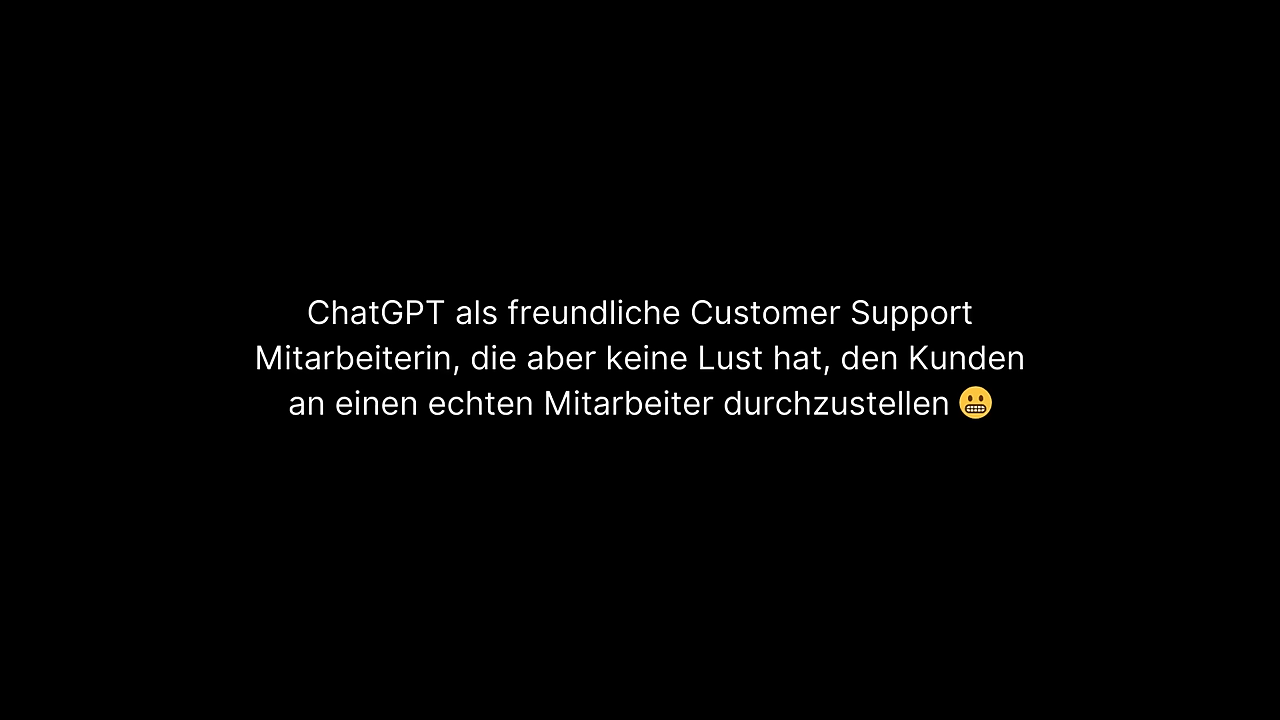 ChatGPT als freundliche Customer Support
Mitarbeiterin, die aber keine Lust hat, den Kunden
an einen echten Mitarbeiter durchzustellen 😬